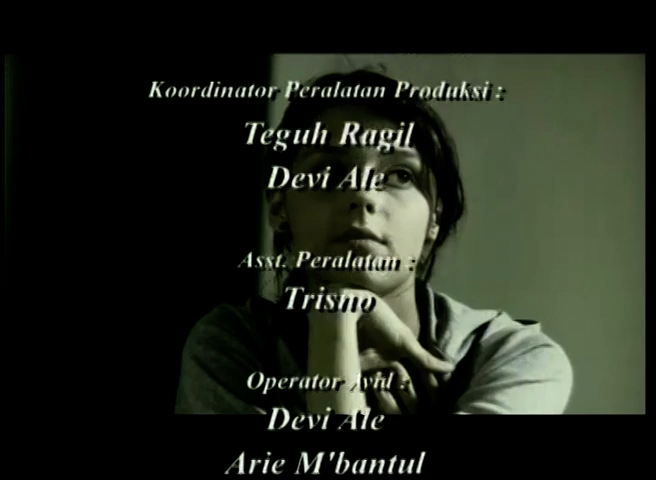 Koordinator Peralatan Produksi :
Teguh Ragil
Devi Ale
Asst. Peralatan :
Trisno
Operator Avid :
Devi Ale
Arie M'bantul